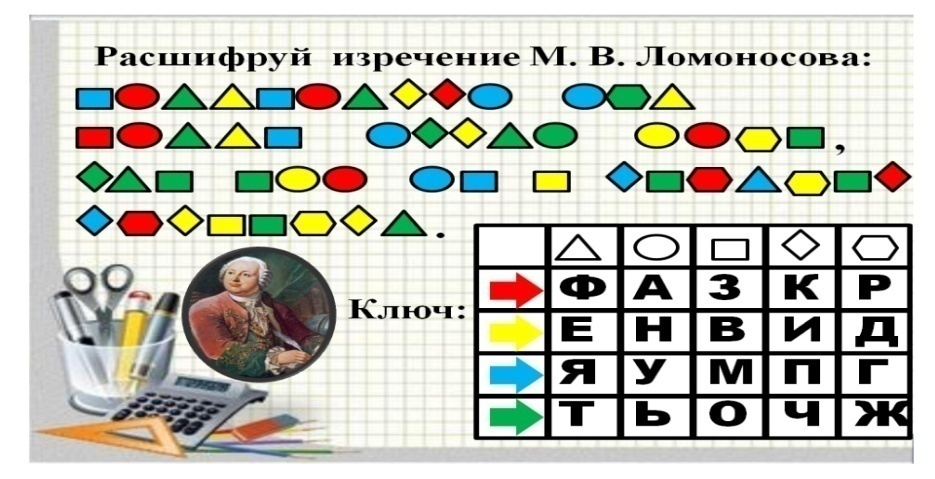 Расшифруй изречение М. В. Ломоносова:
,
.
Ключ:
Ф А З К Р
Е Н В И Д
Я У М П Г
Т Ь О Ч Ж